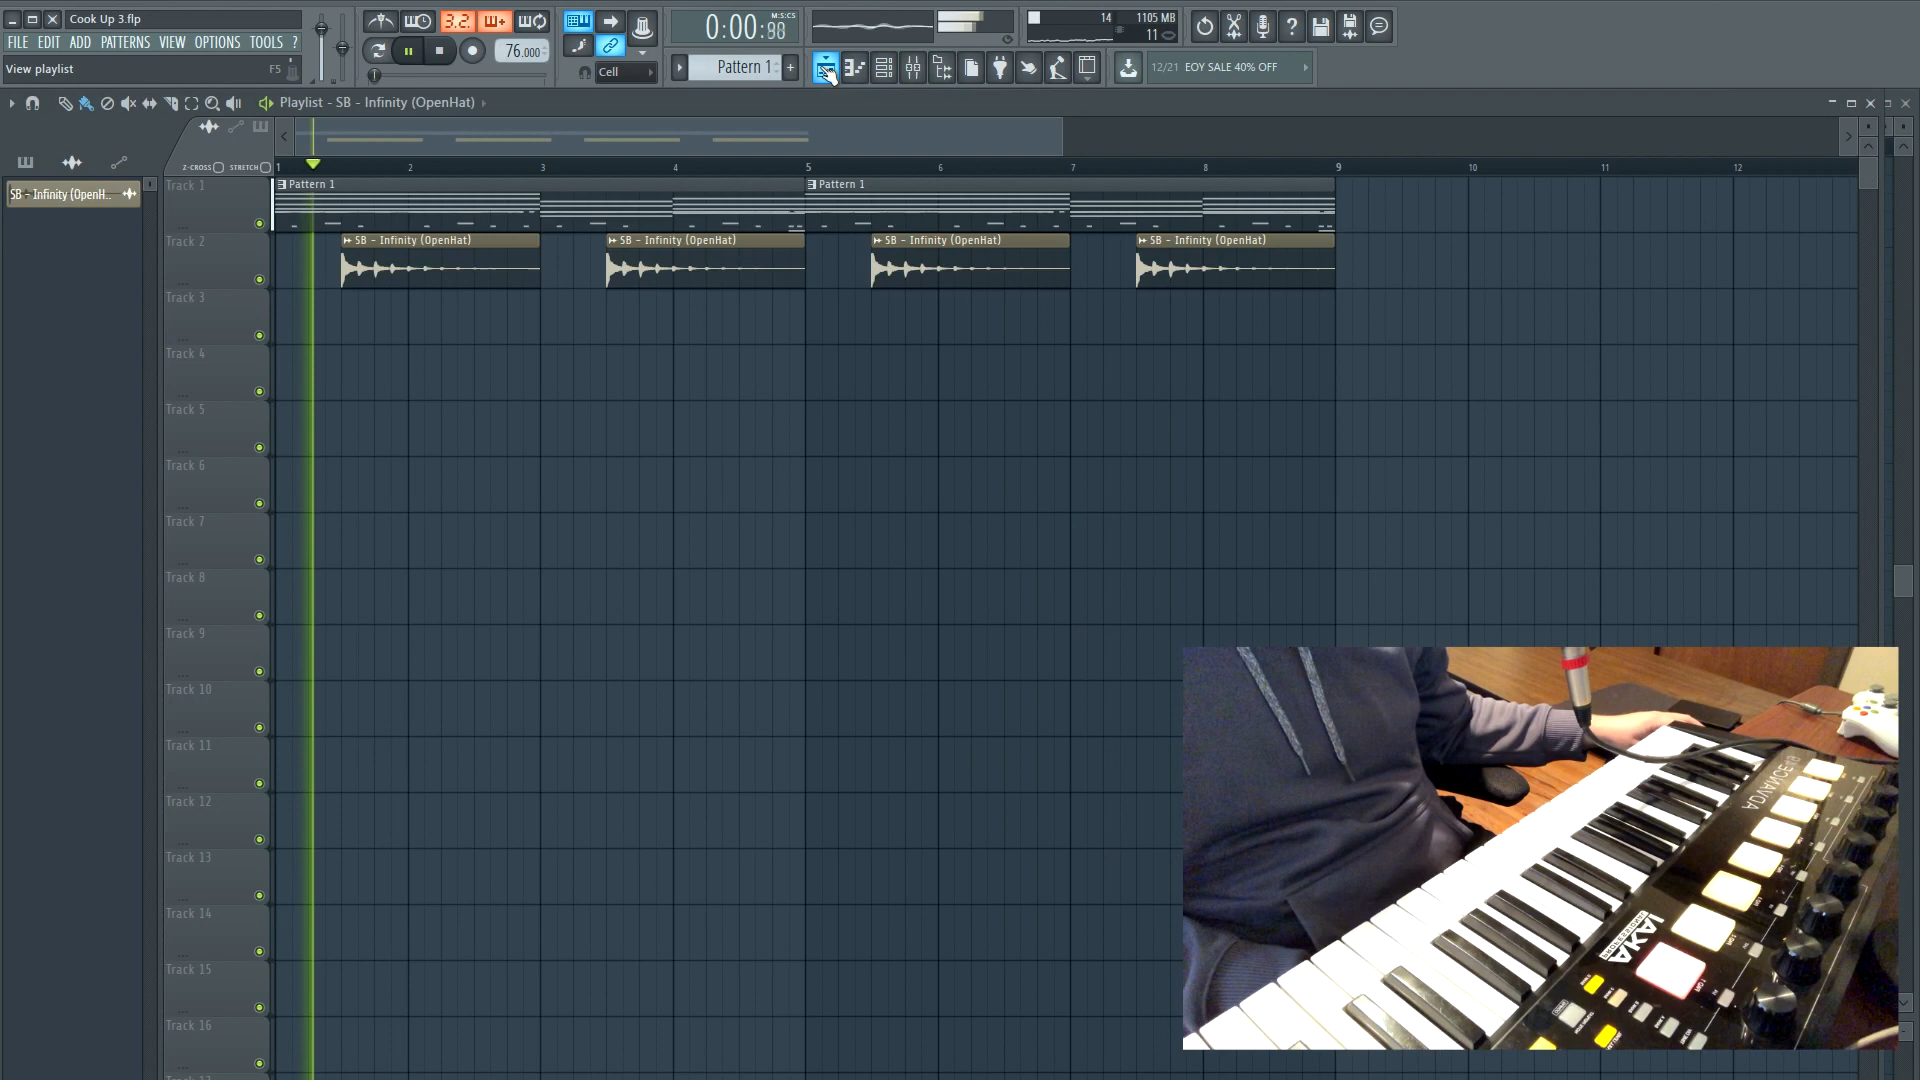 Cook Up 3.flp
FILE EDIT ADD PATTERNS VIEW OPTIONS TOOLS ?
View playlist F5
3.2.
76.000
Cell
0:00:98
M:S:CS
Pattern 1
14 1105 MB
11
12/21 EOY SALE 40% OFF
Playlist - SB - Infinity (OpenHat)
Z-CROSS STRETCH
1 2 3 4 5 6 7 8 9 10 11 12
SB - Infinity (OpenH..
Track 1
Pattern 1 Pattern 1
Track 2
SB - Infinity (OpenHat) SB - Infinity (OpenHat) SB - Infinity (OpenHat) SB - Infinity (OpenHat)
Track 3
Track 4
Track 5
Track 6
Track 7
Track 8
Track 9
Track 10
Track 11
Track 12
Track 13
Track 14
Track 15
Track 16
ADVANCE
AKAI
PROFESSIONAL